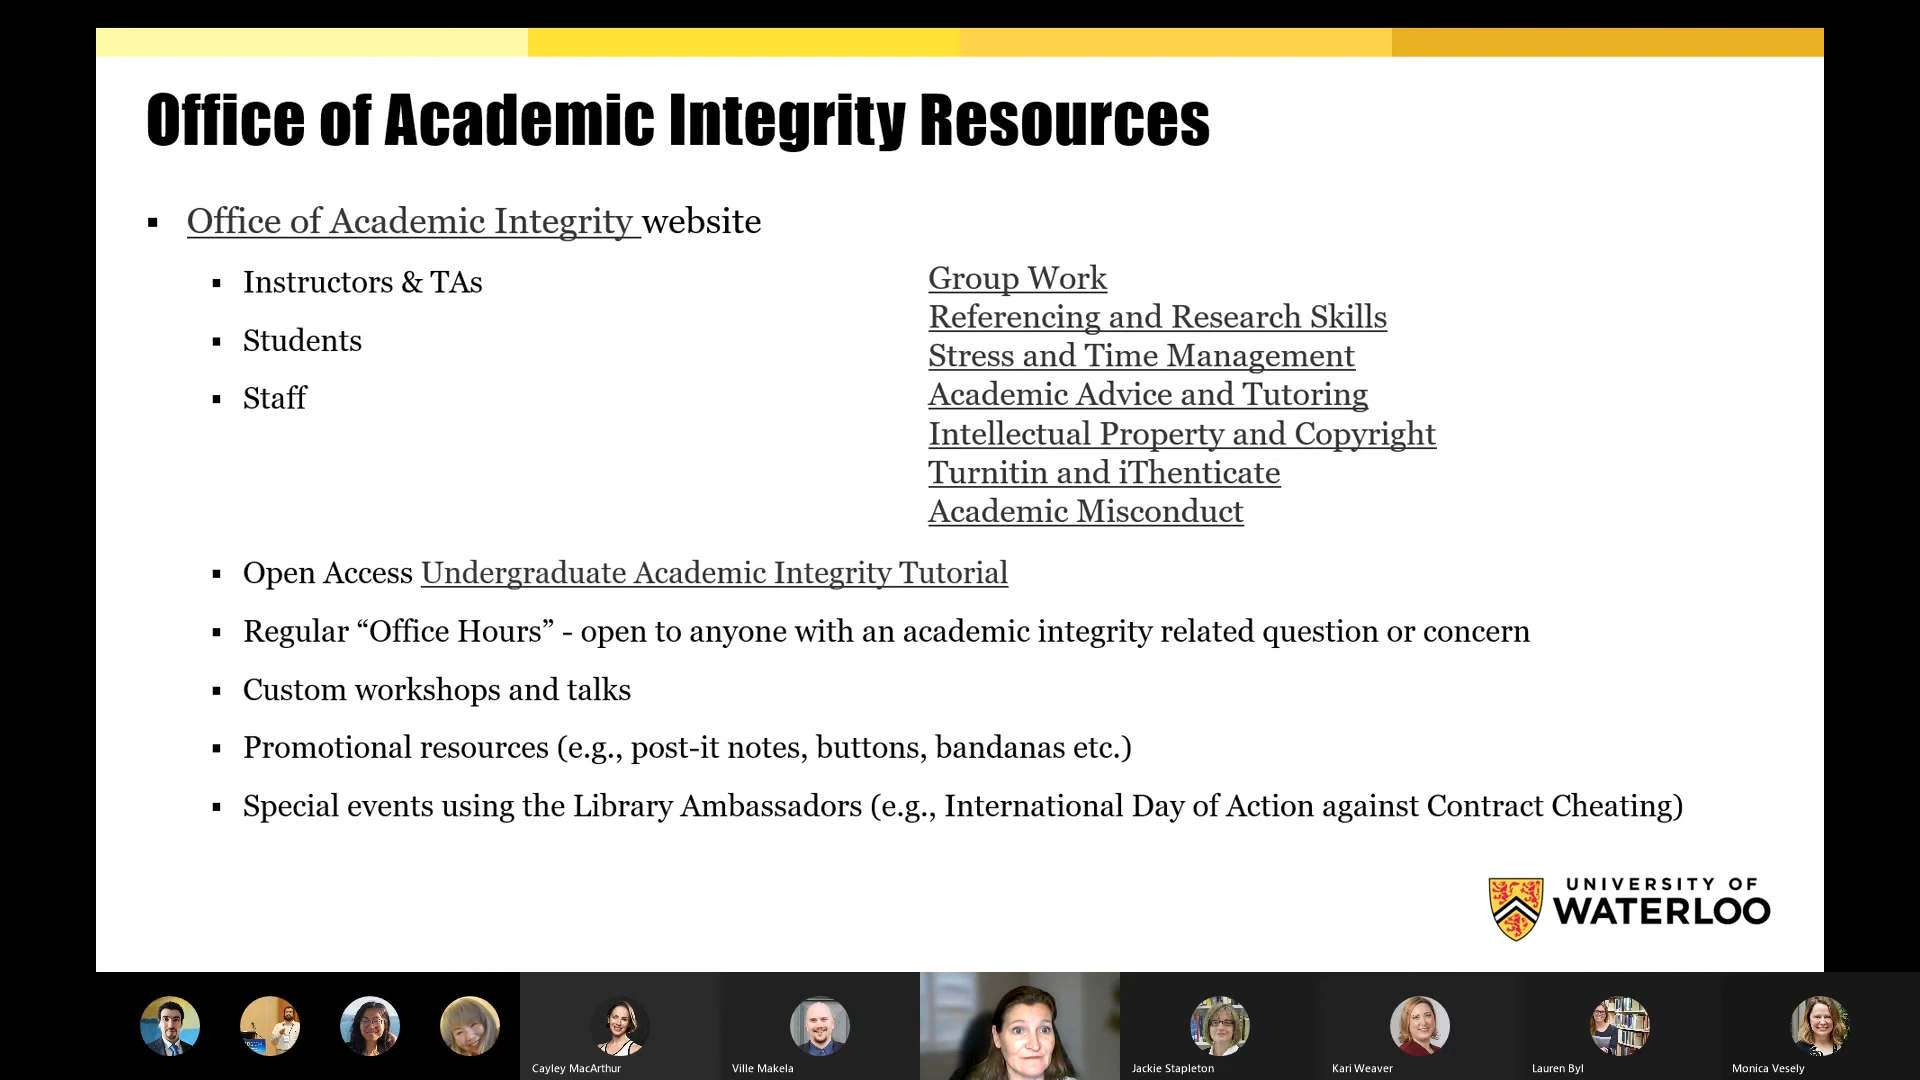 Office of Academic Integrity Resources
▪ Office of Academic Integrity website
▪ Instructors & TAs
▪ Students
▪ Staff
Group Work
Referencing and Research Skills
Stress and Time Management
Academic Advice and Tutoring
Intellectual Property and Copyright
Turnitin and iThenticate
Academic Misconduct
▪ Open Access Undergraduate Academic Integrity Tutorial
▪ Regular “Office Hours” - open to anyone with an academic integrity related question or concern
▪ Custom workshops and talks
▪ Promotional resources (e.g., post-it notes, buttons, bandanas etc.)
▪ Special events using the Library Ambassadors (e.g., International Day of Action against Contract Cheating)
UNIVERSITY OF
WATERLOO
Cayley MacArthur
Ville Makela
Jackie Stapleton
Kari Weaver
Lauren Byl
Monica Vesely